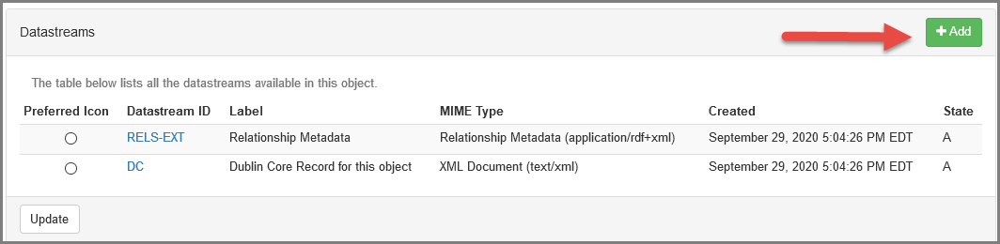 Datastreams
+ Add
The table below lists all the datastreams available in this object.
Preferred Icon Datastream ID Label MIME Type Created State
RELS-EXT Relationship Metadata Relationship Metadata (application/rdf+xml) September 29, 2020 5:04:26 PM EDT A
DC Dublin Core Record for this object XML Document (text/xml) September 29, 2020 5:04:26 PM EDT A
Update